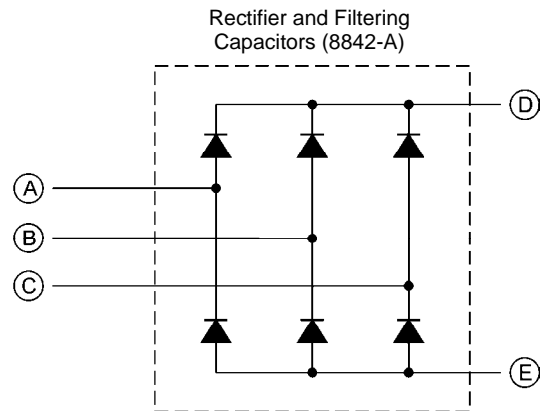 Rectifier and Filtering
Capacitors (8842-A)
D
A
B
C
E